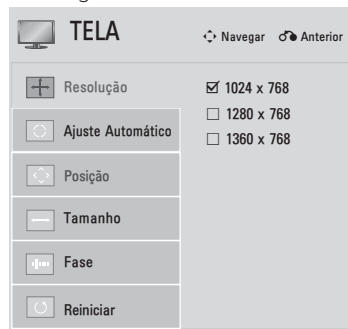 TELA
Navegar Anterior
Resolução
Ajuste Automático
Posição
Tamanho
Fase
Reiniciar
1024 x 768
1280 x 768
1360 x 768